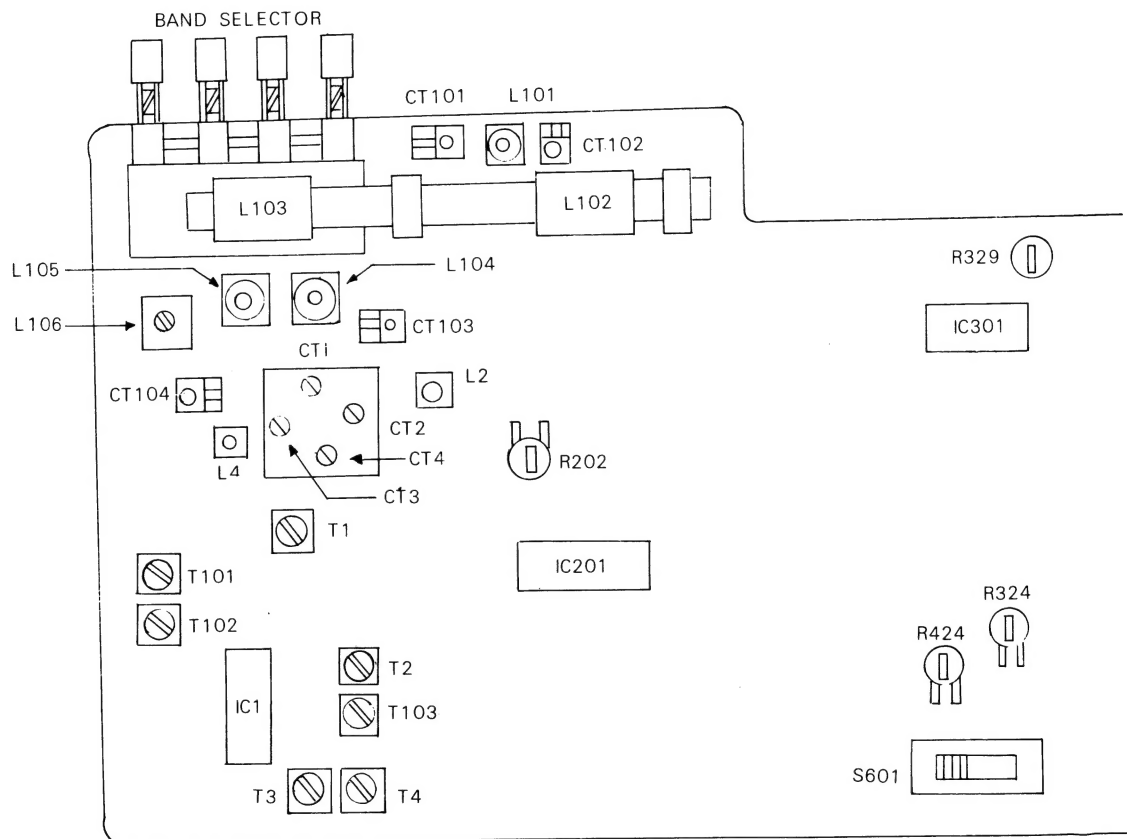 BAND SELECTOR
CT101
L101
CT102
L103
L102
L105
L104
R329
L106
CT103
IC301
CT1
CT104
L2
CT2
R202
L4
CT4
CT3
T1
IC201
T101
T102
R324
R424
T2
IC1
T103
S601
T3
T4